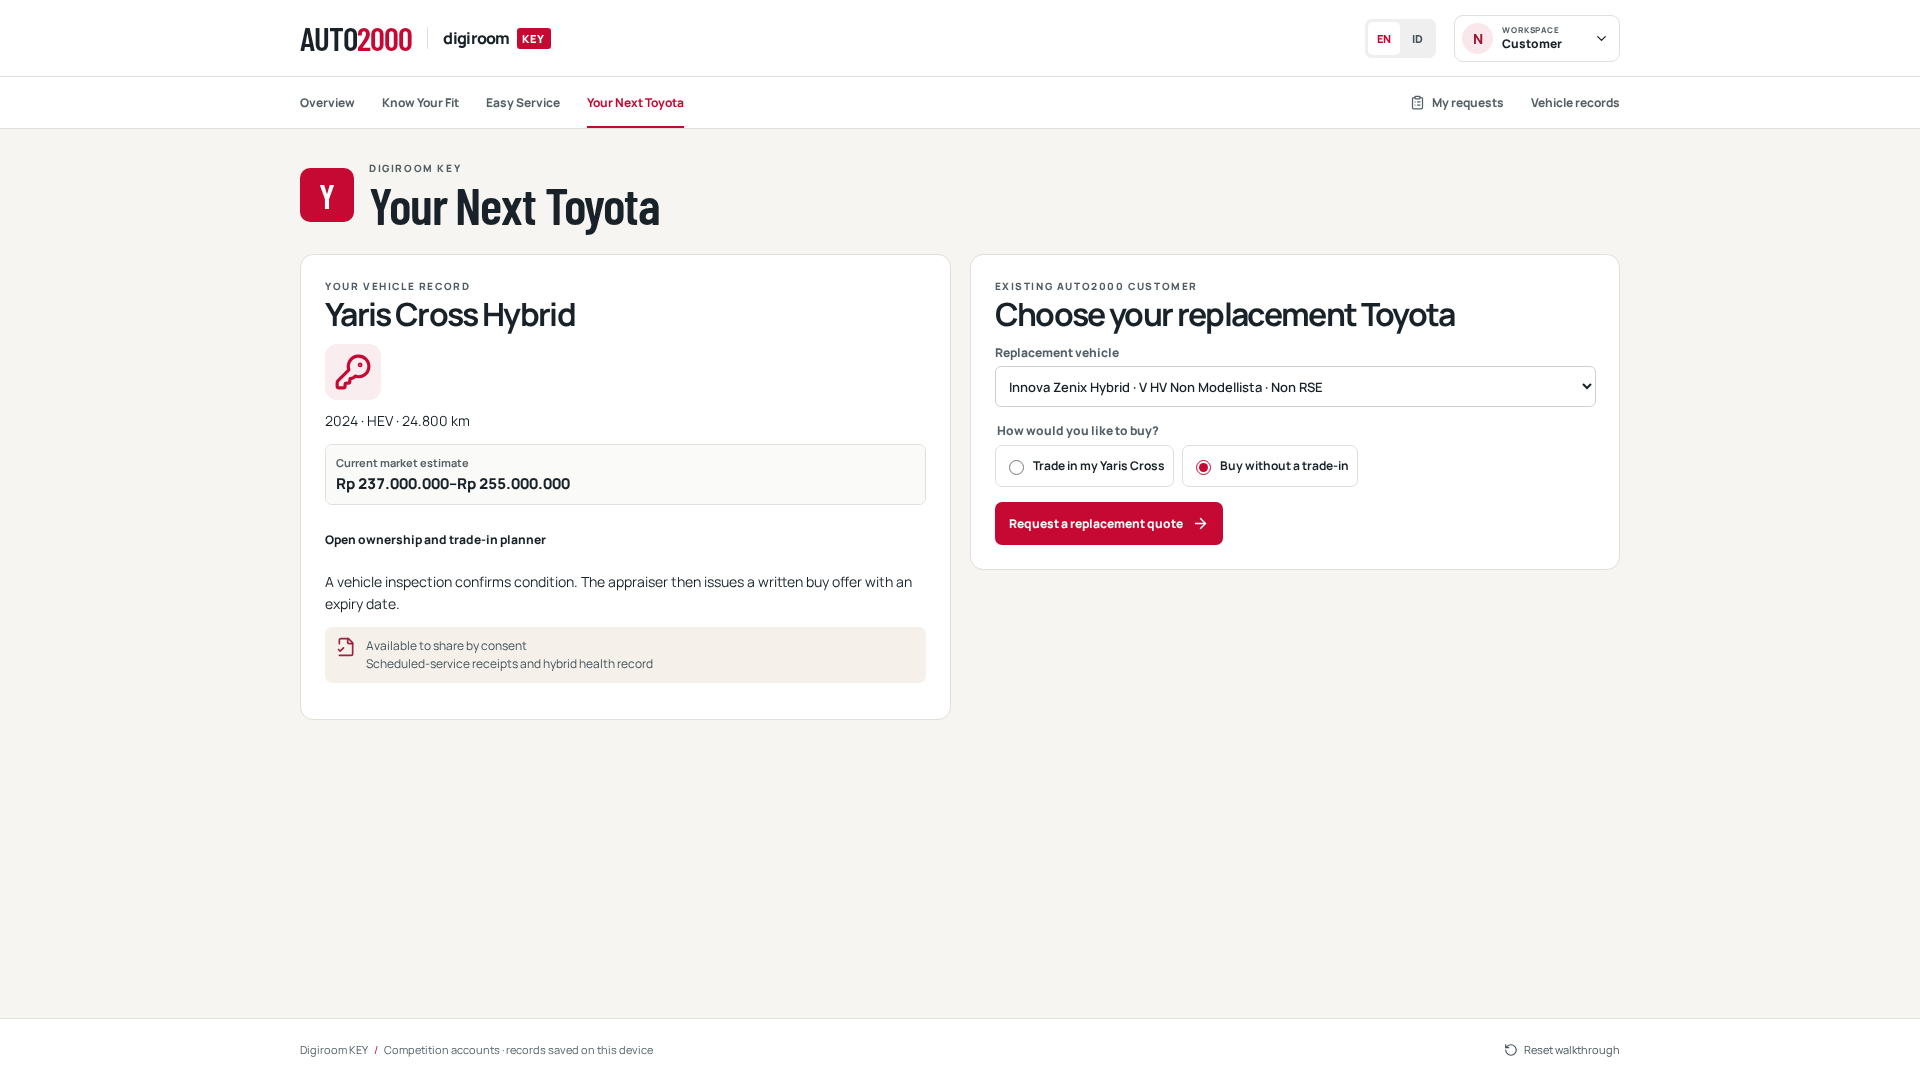 AUTO2000
digiroom KEY
EN ID
N
WORKSPACE
Customer
Overview
Know Your Fit
Easy Service
Your Next Toyota
My requests
Vehicle records
Y
DIGIROOM KEY
Your Next Toyota
YOUR VEHICLE RECORD
Yaris Cross Hybrid
2024 · HEV · 24.800 km
Current market estimate
Rp 237.000.000–Rp 255.000.000
Open ownership and trade-in planner
A vehicle inspection confirms condition. The appraiser then issues a written buy offer with an
expiry date.
Available to share by consent
Scheduled-service receipts and hybrid health record
EXISTING AUTO2000 CUSTOMER
Choose your replacement Toyota
Replacement vehicle
Innova Zenix Hybrid · V HV Non Modellista · Non RSE
How would you like to buy?
Trade in my Yaris Cross
Buy without a trade-in
Request a replacement quote
Digiroom KEY / Competition accounts · records saved on this device
Reset walkthrough